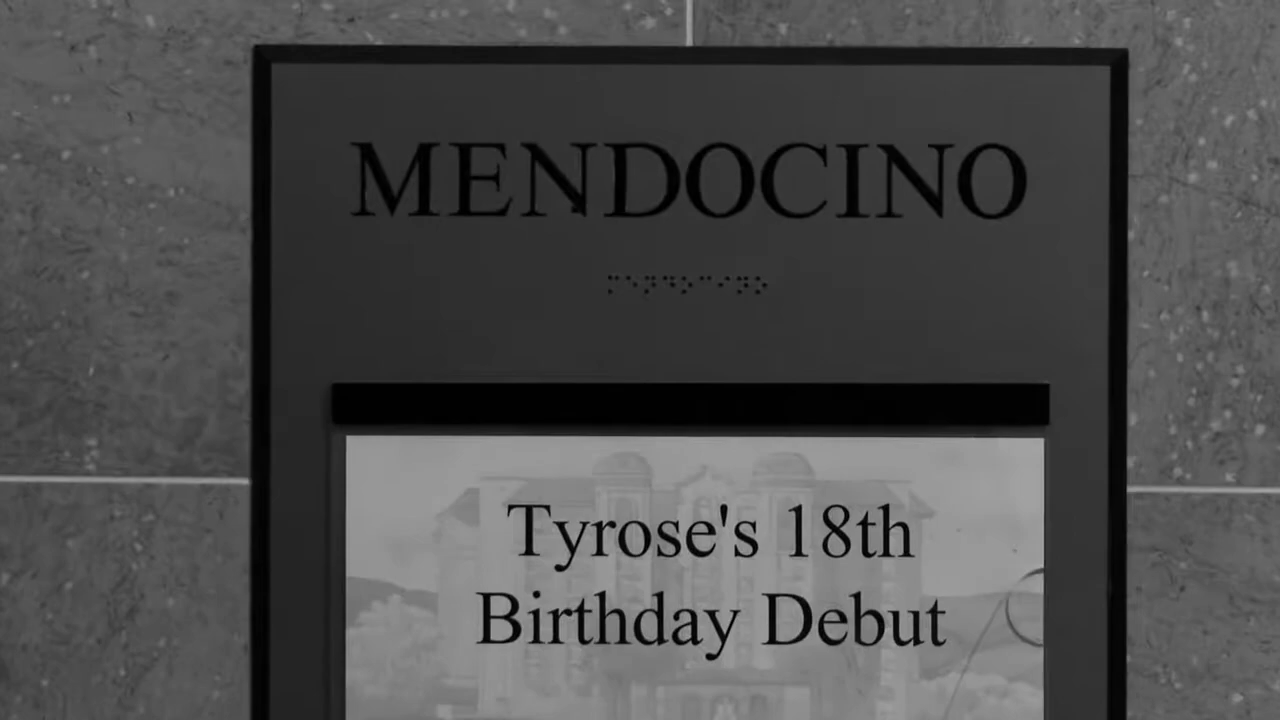 MENDOCINO
⠍⠑⠝⠙⠕⠉⠊⠝⠕
Tyrose's 18th
Birthday Debut